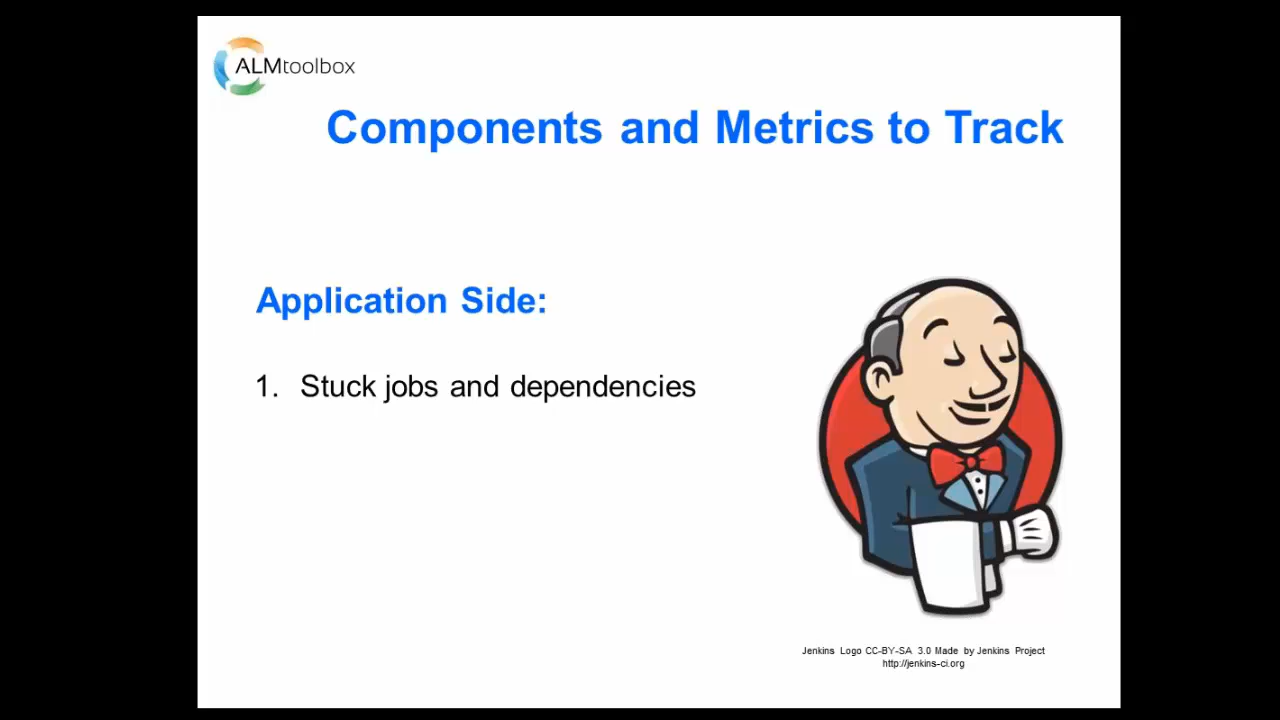 ALMtoolbox
Components and Metrics to Track
Application Side:
1. Stuck jobs and dependencies
Jenkins Logo CC-BY-SA 3.0 Made by Jenkins Project
http://jenkins-ci.org